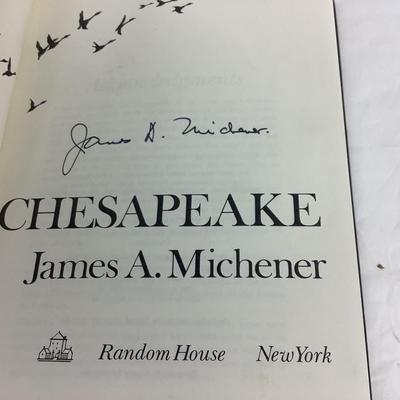 James A. Michener
CHESAPEAKE
James A. Michener
Random House New York